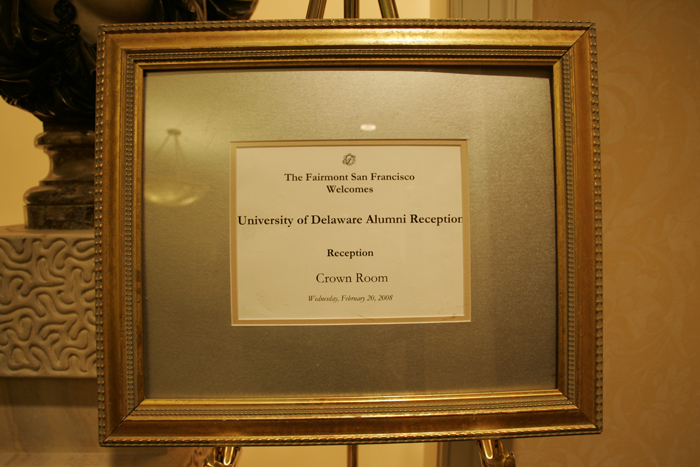 The Fairmont San Francisco
Welcomes
University of Delaware Alumni Reception
Reception
Crown Room
Wednesday, February 20, 2008